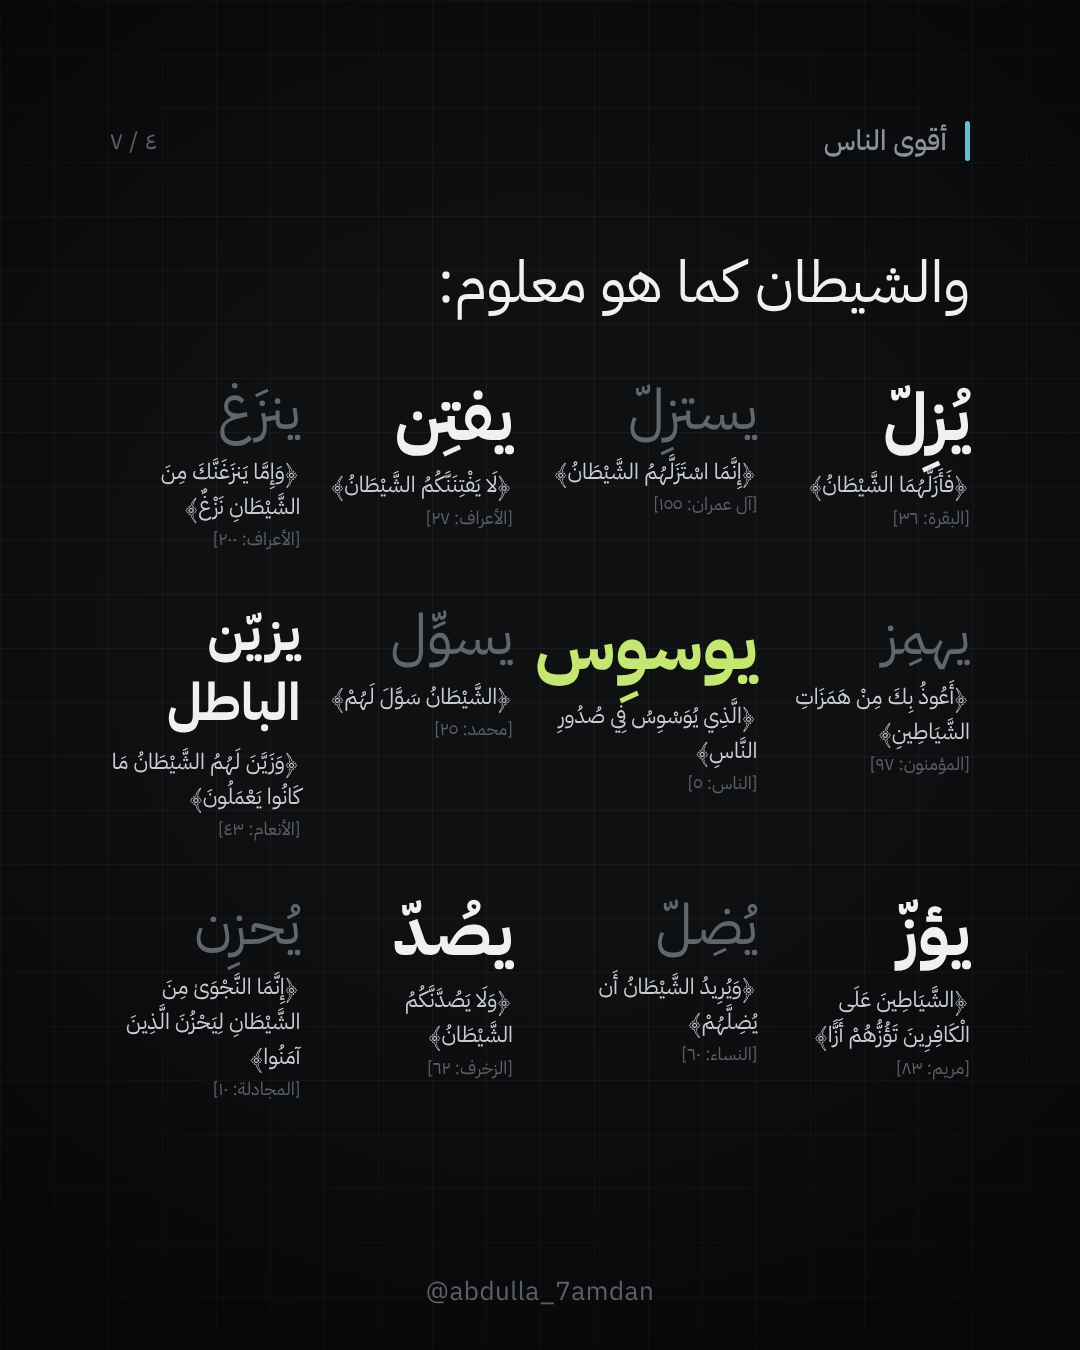 أقوى الناس
٤ / ٧
والشيطان كما هو معلوم:
يُزِلّ
﴿فَأَزَلَّهُمَا الشَّيْطَانُ﴾
[البقرة: ٣٦]
يستزِلّ
﴿إِنَّمَا اسْتَزَلَّهُمُ الشَّيْطَانُ﴾
[آل عمران: ١٥٥]
يفتِن
﴿لَا يَفْتِنَنَّكُمُ الشَّيْطَانُ﴾
[الأعراف: ٢٧]
ينزَغ
﴿وَإِمَّا يَنزَغَنَّكَ مِنَ
الشَّيْطَانِ نَزْغٌ﴾
[الأعراف: ٢٠٠]
يهمِز
﴿أَعُوذُ بِكَ مِنْ هَمَزَاتِ
الشَّيَاطِينِ﴾
[المؤمنون: ٩٧]
يوسوِس
﴿الَّذِي يُوَسْوِسُ فِي صُدُورِ
النَّاسِ﴾
[الناس: ٥]
يسوِّل
﴿الشَّيْطَانُ سَوَّلَ لَهُمْ﴾
[محمد: ٢٥]
يزيّن
الباطل
﴿وَزَيَّنَ لَهُمُ الشَّيْطَانُ مَا
كَانُوا يَعْمَلُونَ﴾
[الأنعام: ٤٣]
يؤزّ
﴿الشَّيَاطِينَ عَلَى
الْكَافِرِينَ تَؤُزُّهُمْ أَزًّا﴾
[مريم: ٨٣]
يُضِلّ
﴿وَيُرِيدُ الشَّيْطَانُ أَن
يُضِلَّهُمْ﴾
[النساء: ٦٠]
يصُدّ
﴿وَلَا يَصُدَّنَّكُمُ
الشَّيْطَانُ﴾
[الزخرف: ٦٢]
يُحزِن
﴿إِنَّمَا النَّجْوَىٰ مِنَ
الشَّيْطَانِ لِيَحْزُنَ الَّذِينَ
آمَنُوا﴾
[المجادلة: ١٠]
@abdulla_7amdan